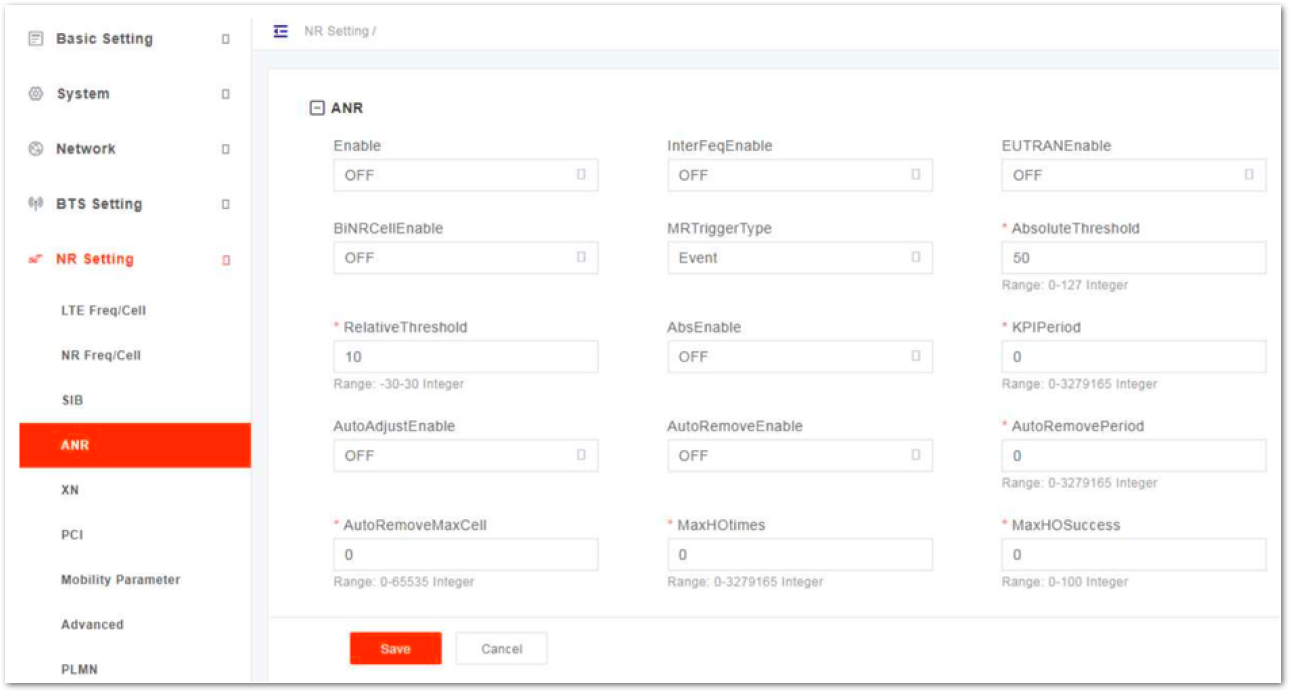 Basic Setting
System
Network
BTS Setting
NR Setting
LTE Freq/Cell
NR Freq/Cell
SIB
ANR
XN
PCI
Mobility Parameter
Advanced
PLMN
NR Setting /
ANR
Enable InterFeqEnable EUTRANEnable
OFF OFF OFF
BiNRCellEnable MRTriggerType * AbsoluteThreshold
OFF Event 50
Range: 0-127 Integer
* RelativeThreshold AbsEnable * KPIPeriod
10 OFF 0
Range: -30-30 Integer Range: 0-3279165 Integer
AutoAdjustEnable AutoRemoveEnable * AutoRemovePeriod
OFF OFF 0
Range: 0-3279165 Integer
* AutoRemoveMaxCell * MaxHOtimes * MaxHOSuccess
0 0 0
Range: 0-65535 Integer Range: 0-3279165 Integer Range: 0-100 Integer
Save Cancel